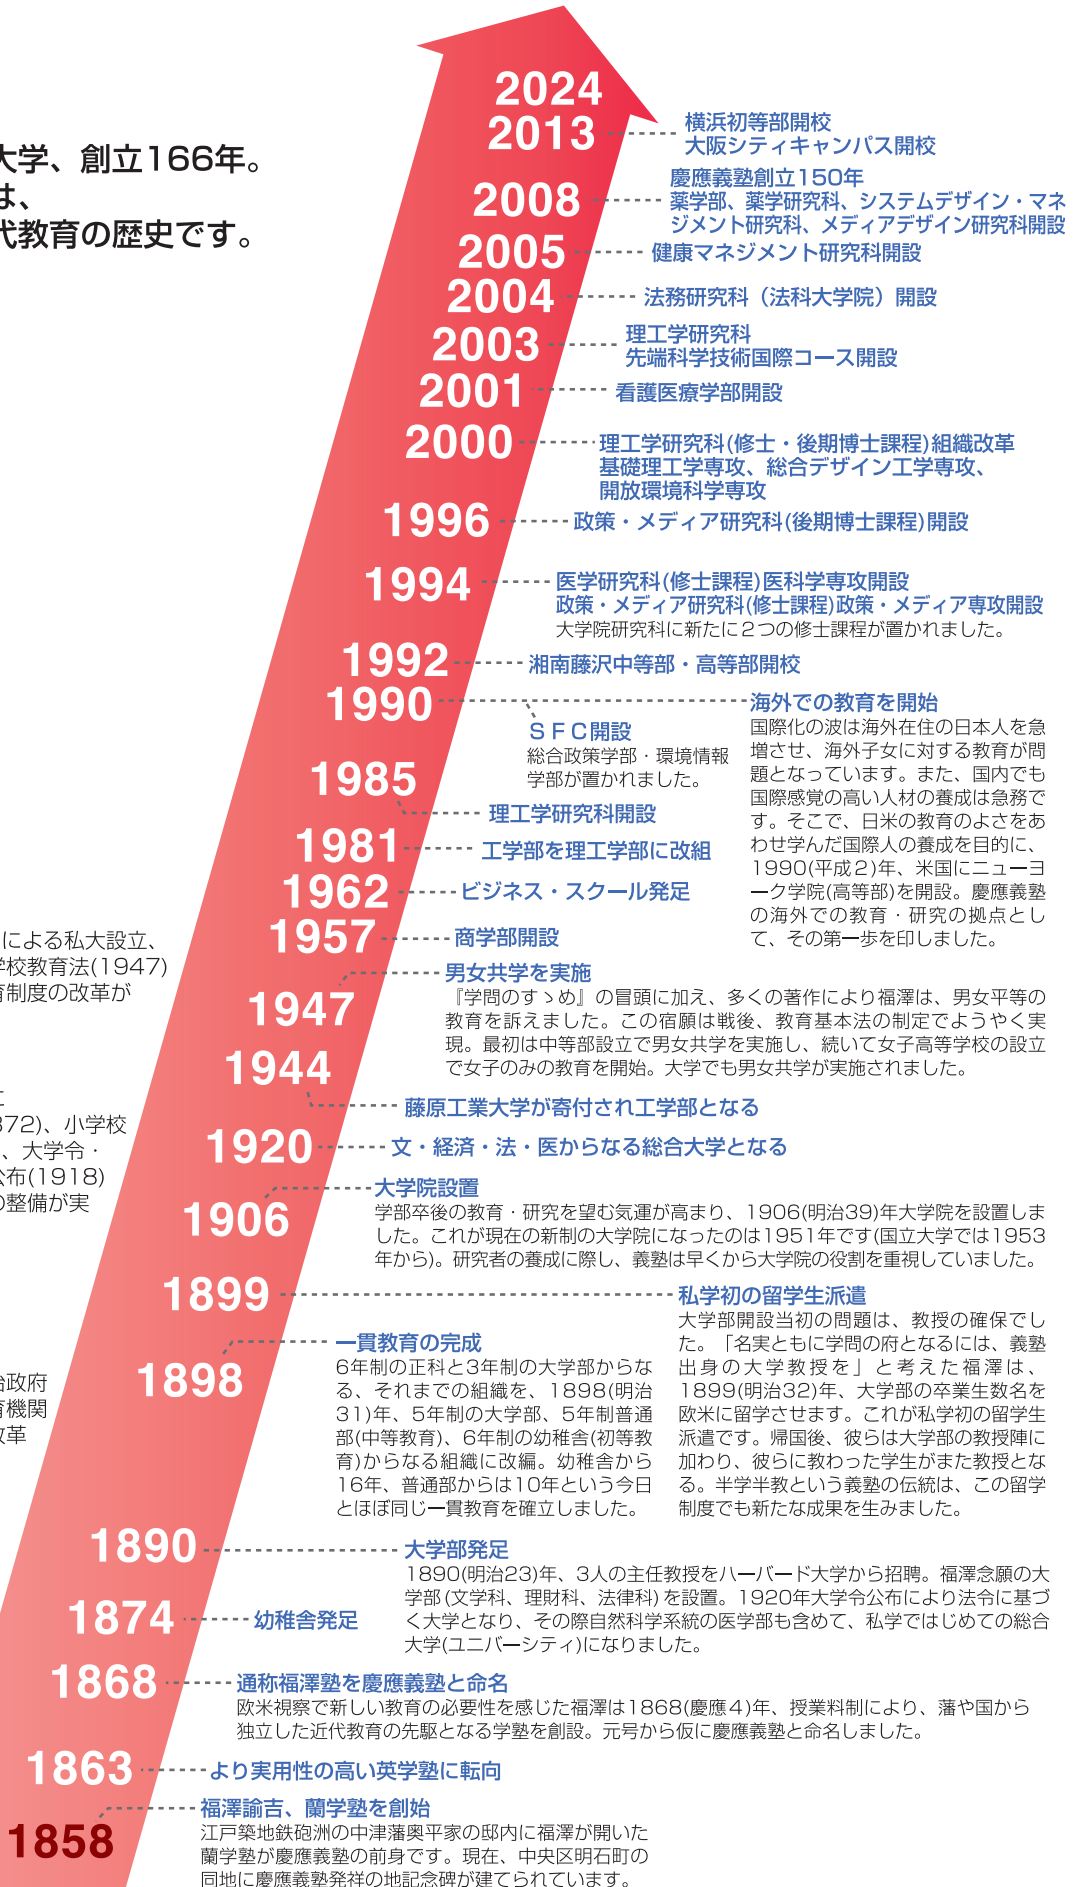 2024
2013
横浜初等部開校
大阪シティキャンパス開校
大学、創立166年。
は、
代教育の歴史です。
2008
慶應義塾創立150年
薬学部、薬学研究科、システムデザイン・マネ
ジメント研究科、メディアデザイン研究科開設
2005
健康マネジメント研究科開設
2004
法務研究科（法科大学院）開設
2003
理工学研究科
先端科学技術国際コース開設
2001
看護医療学部開設
2000
理工学研究科(修士・後期博士課程)組織改革
基礎理工学専攻、総合デザイン工学専攻、
開放環境科学専攻
1996
政策・メディア研究科(後期博士課程)開設
1994
医学研究科(修士課程)医科学専攻開設
政策・メディア研究科(修士課程)政策・メディア専攻開設
大学院研究科に新たに２つの修士課程が置かれました。
1992
湘南藤沢中等部・高等部開校
1990
ＳＦＣ開設
総合政策学部・環境情報
学部が置かれました。
海外での教育を開始
国際化の波は海外在住の日本人を急
増させ、海外子女に対する教育が問
題となっています。また、国内でも
国際感覚の高い人材の養成は急務で
す。そこで、日米の教育のよさをあ
わせ学んだ国際人の養成を目的に、
1990(平成２)年、米国にニューヨ
ーク学院(高等部)を開設。慶應義塾
の海外での教育・研究の拠点とし
て、その第一歩を印しました。
1985
理工学研究科開設
1981
工学部を理工学部に改組
1962
ビジネス・スクール発足
1957
商学部開設
による私大設立、
学校教育法(1947)
育制度の改革が
1947
男女共学を実施
『学問のすゝめ』の冒頭に加え、多くの著作により福澤は、男女平等の
教育を訴えました。この宿願は戦後、教育基本法の制定でようやく実
現。最初は中等部設立で男女共学を実施し、続いて女子高等学校の設立
で女子のみの教育を開始。大学でも男女共学が実施されました。
1944
藤原工業大学が寄付され工学部となる
872)、小学校
、大学令・
公布(1918)
の整備が実
1920
文・経済・法・医からなる総合大学となる
1906
大学院設置
学部卒後の教育・研究を望む気運が高まり、1906(明治39)年大学院を設置しま
した。これが現在の新制の大学院になったのは1951年です(国立大学では1953
年から)。研究者の養成に際し、義塾は早くから大学院の役割を重視していました。
1899
私学初の留学生派遣
大学部開設当初の問題は、教授の確保でし
た。「名実ともに学問の府となるには、義塾
出身の大学教授を」と考えた福澤は、
1899(明治32)年、大学部の卒業生数名を
欧米に留学させます。これが私学初の留学生
派遣です。帰国後、彼らは大学部の教授陣に
加わり、彼らに教わった学生がまた教授とな
る。半学半教という義塾の伝統は、この留学
制度でも新たな成果を生みました。
1898
一貫教育の完成
6年制の正科と3年制の大学部からな
る、それまでの組織を、1898(明治
31)年、5年制の大学部、5年制普通
部(中等教育)、6年制の幼稚舎(初等教
育)からなる組織に改編。幼稚舎から
16年、普通部からは10年という今日
とほぼ同じ一貫教育を確立しました。
治政府
育機関
改革
1890
大学部発足
1890(明治23)年、3人の主任教授をハーバード大学から招聘。福澤念願の大
学部(文学科、理財科、法律科)を設置。1920年大学令公布により法令に基づ
く大学となり、その際自然科学系統の医学部も含めて、私学ではじめての総合
大学(ユニバーシティ)になりました。
1874
幼稚舎発足
1868
通称福澤塾を慶應義塾と命名
欧米視察で新しい教育の必要性を感じた福澤は1868(慶應４)年、授業料制により、藩や国から
独立した近代教育の先駆となる学塾を創設。元号から仮に慶應義塾と命名しました。
1863
より実用性の高い英学塾に転向
1858
福澤諭吉、蘭学塾を創始
江戸築地鉄砲洲の中津藩奥平家の邸内に福澤が開いた
蘭学塾が慶應義塾の前身です。現在、中央区明石町の
同地に慶應義塾発祥の地記念碑が建てられています。